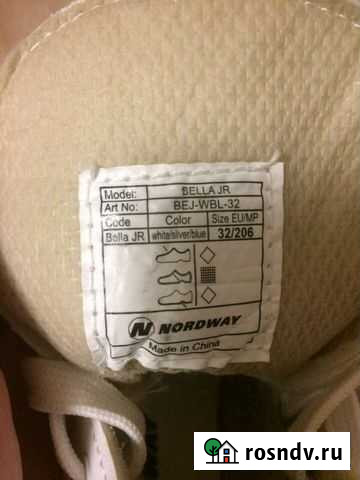 Model: BELLA JR
Art No: BEJ-WBL-32
Code Color Size EU/MP
Bella JR white/silver/blue 32/206
NORDWAY
Made in China
rosndv.ru